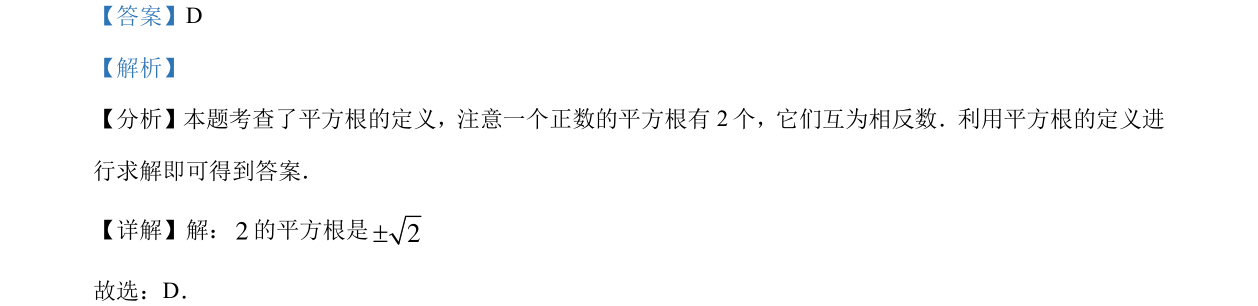 【答案】D
【解析】
【分析】本题考查了平方根的定义，注意一个正数的平方根有 2 个，它们互为相反数．利用平方根的定义进
行求解即可得到答案．
【详解】解： 2 的平方根是 ±√2
故选：D．